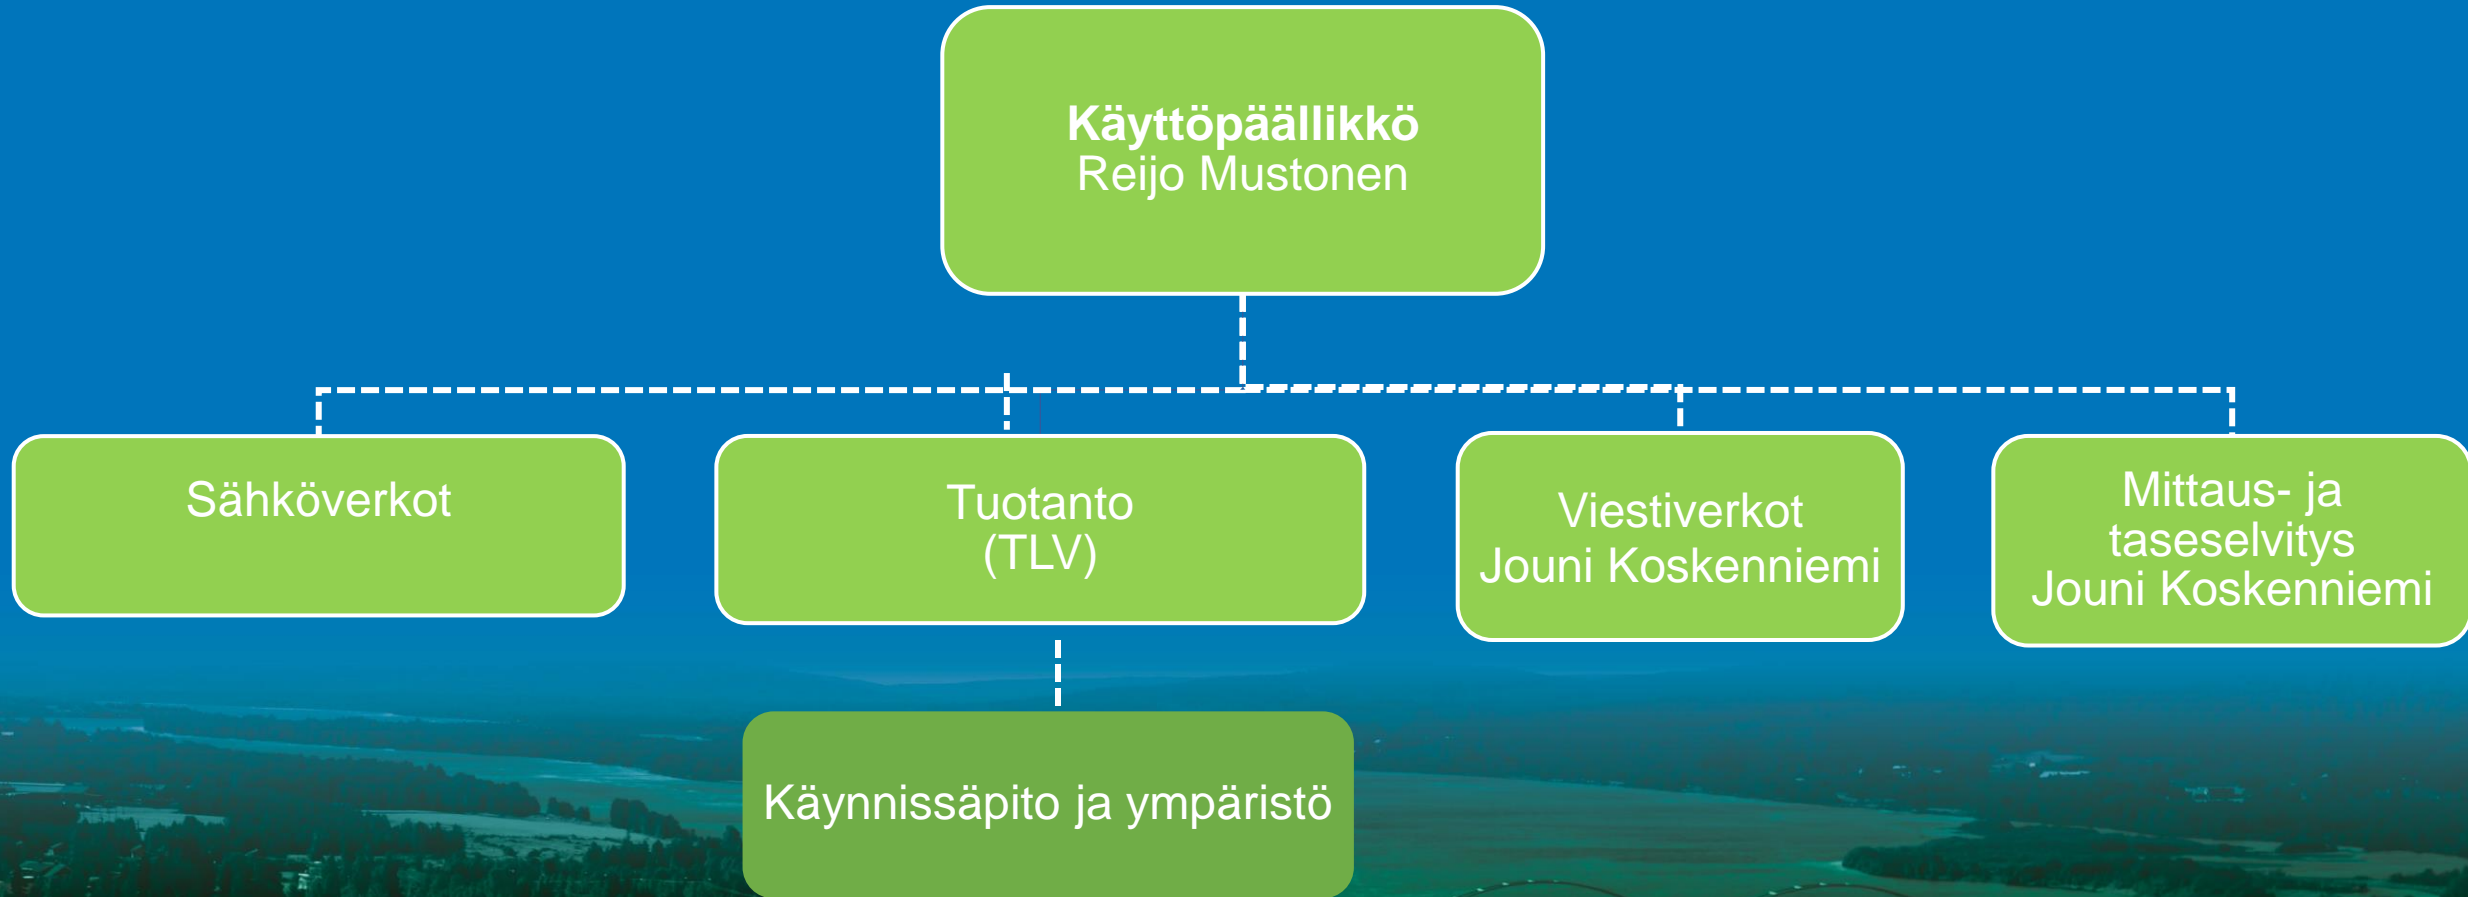 Käyttöpäällikkö
Reijo Mustonen
Sähköverkot
Tuotanto
(TLV)
Viestiverkot
Jouni Koskenniemi
Mittaus- ja
taseselvitys
Jouni Koskenniemi
Käynnissäpito ja ympäristö